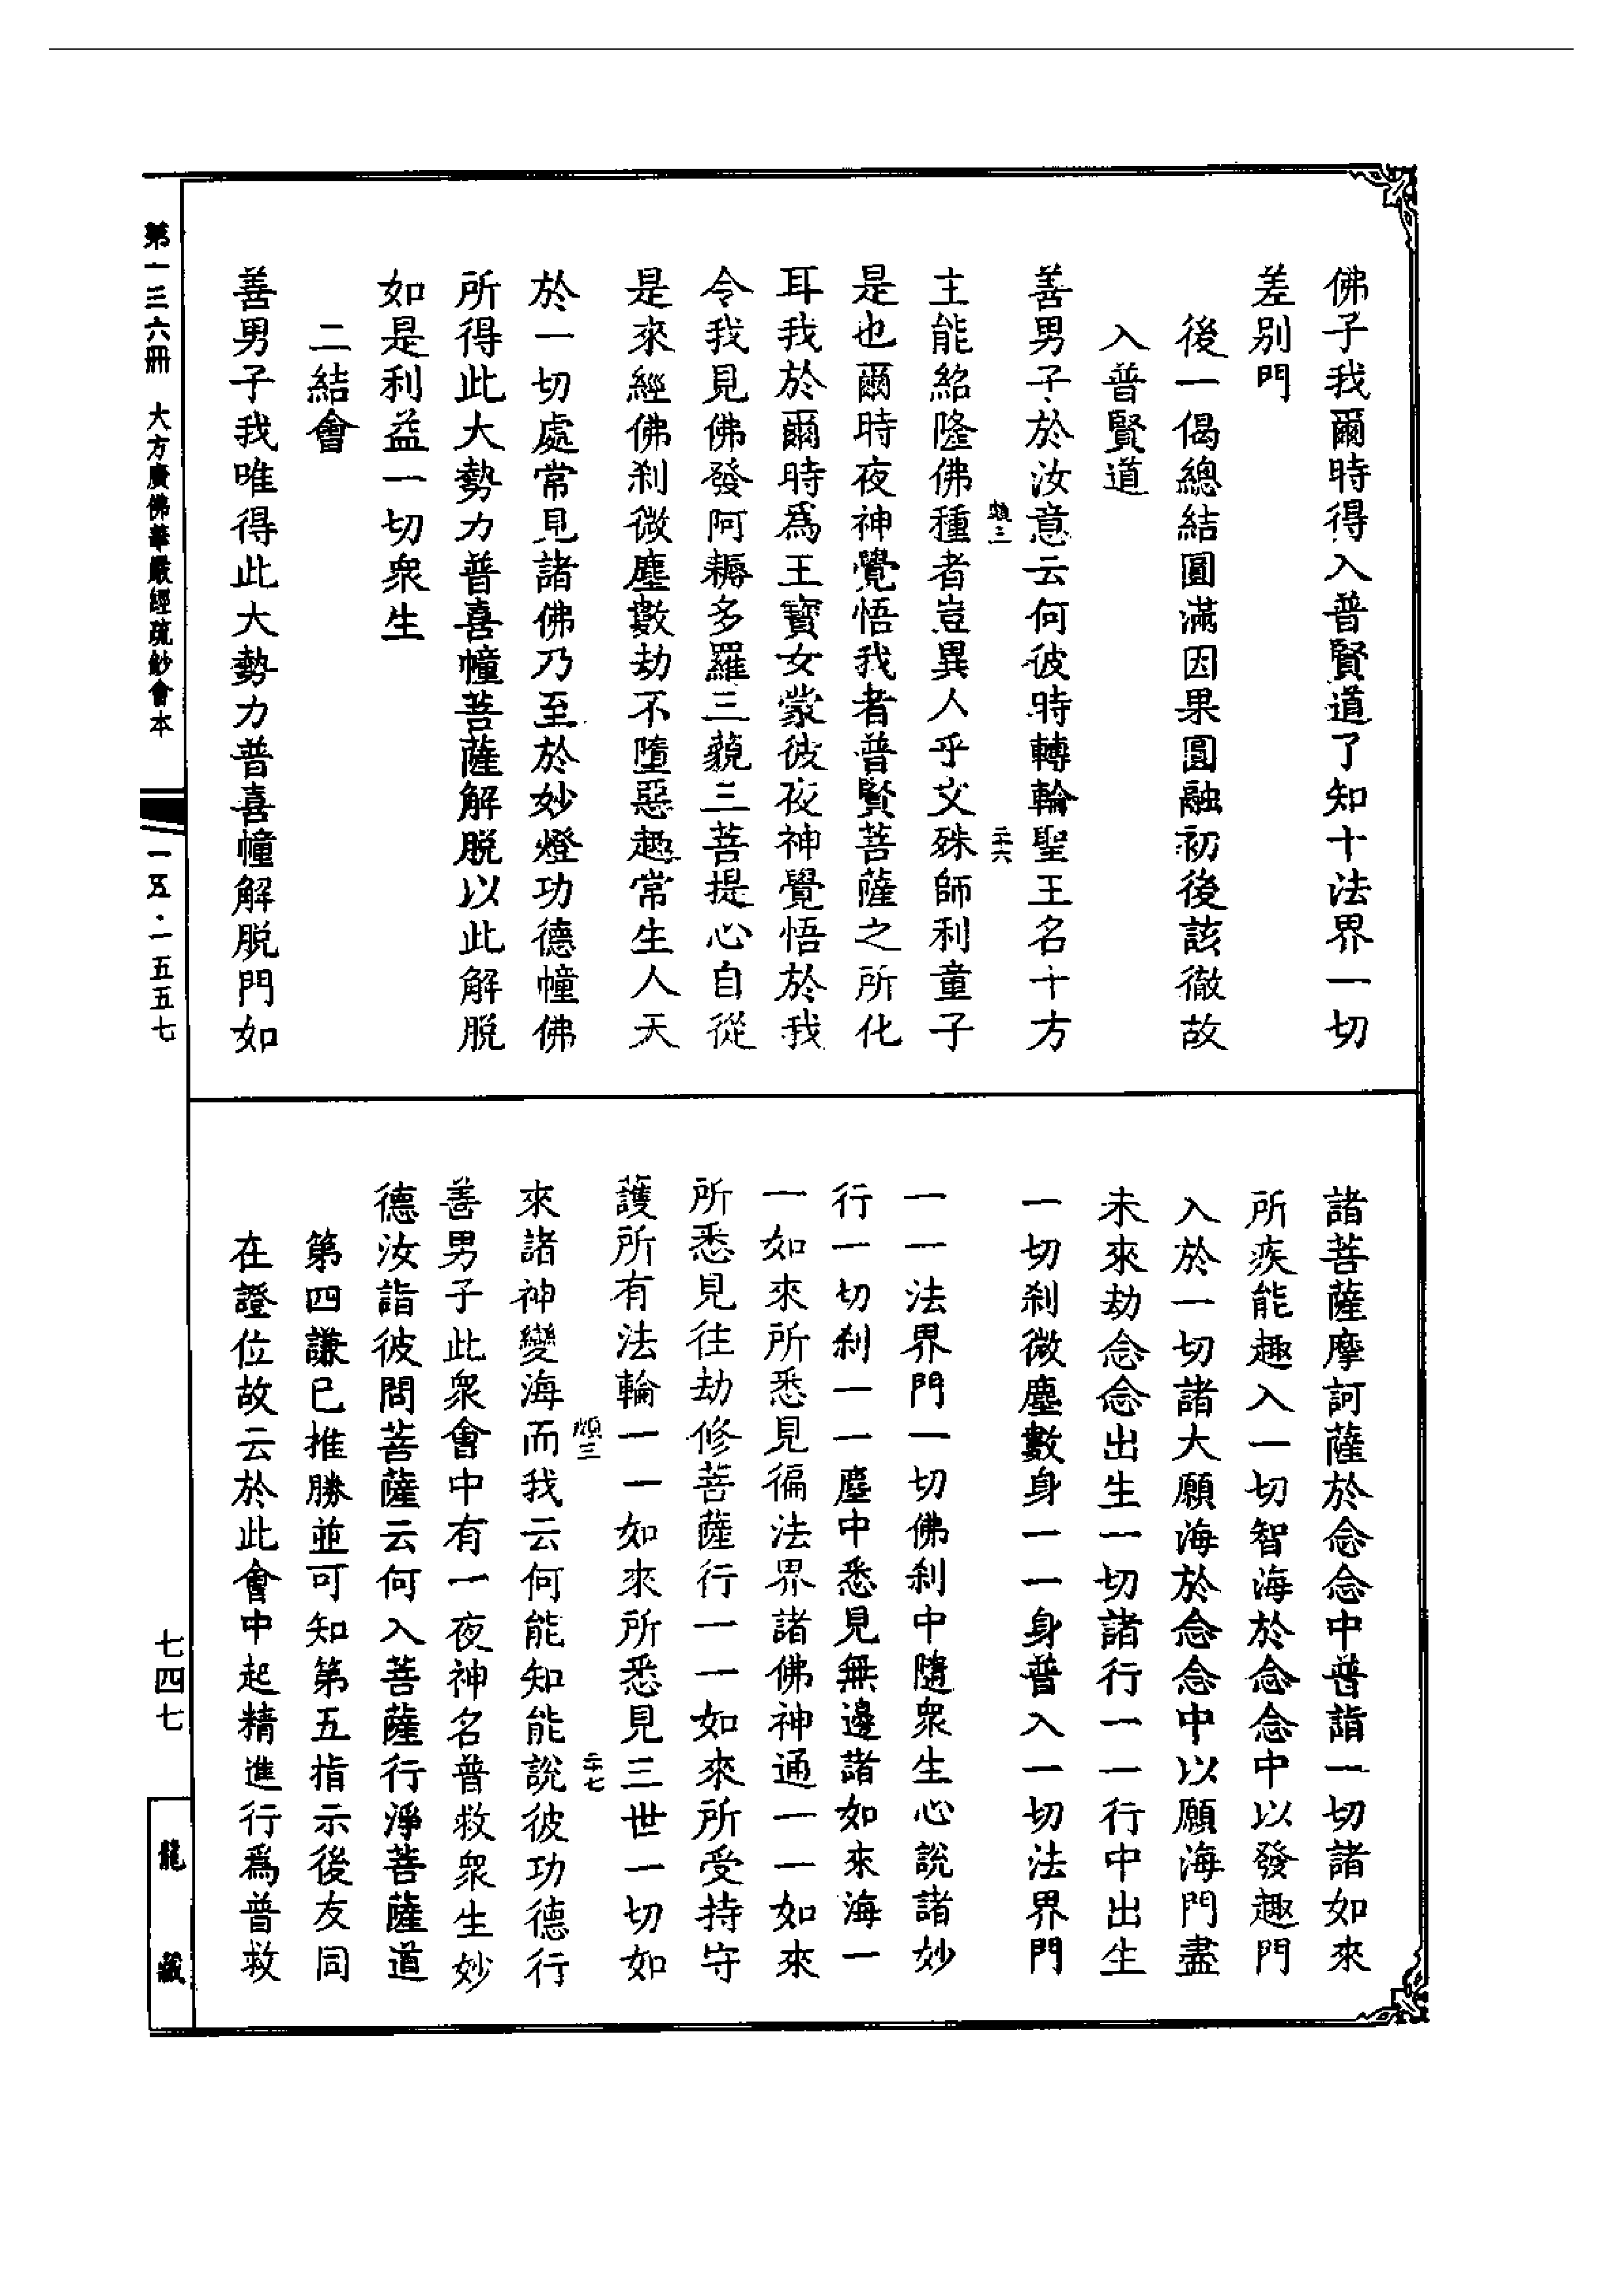 佛子我爾時得入普賢道了知十法界一切
差別門
後一偈總結圓滿因果圓融初後該徹故
入普賢道
善男子於汝意云何彼時轉輪聖王名十方
主能紹隆佛種者豈異人乎文殊師利童子
是也爾時夜神覺悟我者普賢菩薩之所化
耳我於爾時爲王寶女蒙彼夜神覺悟於我
令我見佛發阿耨多羅三藐三菩提心自從
是來經佛刹微塵數劫不墮惡趣常生人天
於一切處常見諸佛乃至於妙燈功德幢佛
所得此大勢力普喜幢菩薩解脫以此解脫
如是利益一切衆生
二結會
善男子我唯得此大勢力普喜幢解脫門如
諸菩薩摩訶薩於念念中普詣一切諸如來
所疾能趣入一切智海於念念中以發趣門
入於一切諸大願海於念念中以願海門盡
未來劫念念出生一切諸行一一行中出生
一切刹微塵數身一一身普入一切法界門
一一法界門一切佛刹中隨衆生心說諸妙
行一切刹一一塵中悉見無邊諸如來海一
一如來所悉見徧法界諸佛神通一一如來
所悉見往劫修菩薩行一一如來所受持守
護所有法輪一一如來所悉見三世一切如
來諸神變海而我云何能知能說彼功德行
善男子此衆會中有一夜神名普救衆生妙
德汝詣彼問菩薩云何入菩薩行淨菩薩道
第四謙已推勝並可知第五指示後友同
在證位故云於此會中起精進行爲普救
第一三六冊　大方廣佛華嚴經疏鈔會本
一五·一五五七
七四七
龍藏
二十六
二十七